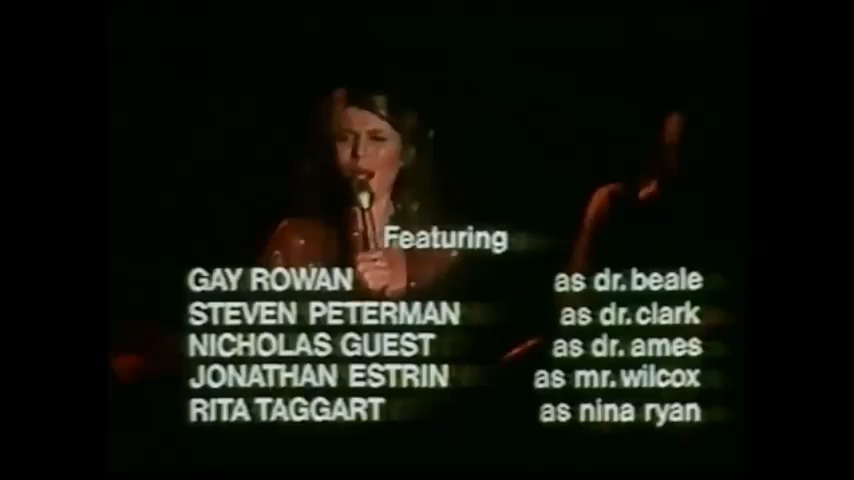 Featuring
GAY ROWAN as dr. beale
STEVEN PETERMAN as dr. clark
NICHOLAS GUEST as dr. ames
JONATHAN ESTRIN as mr. wilcox
RITA TAGGART as nina ryan